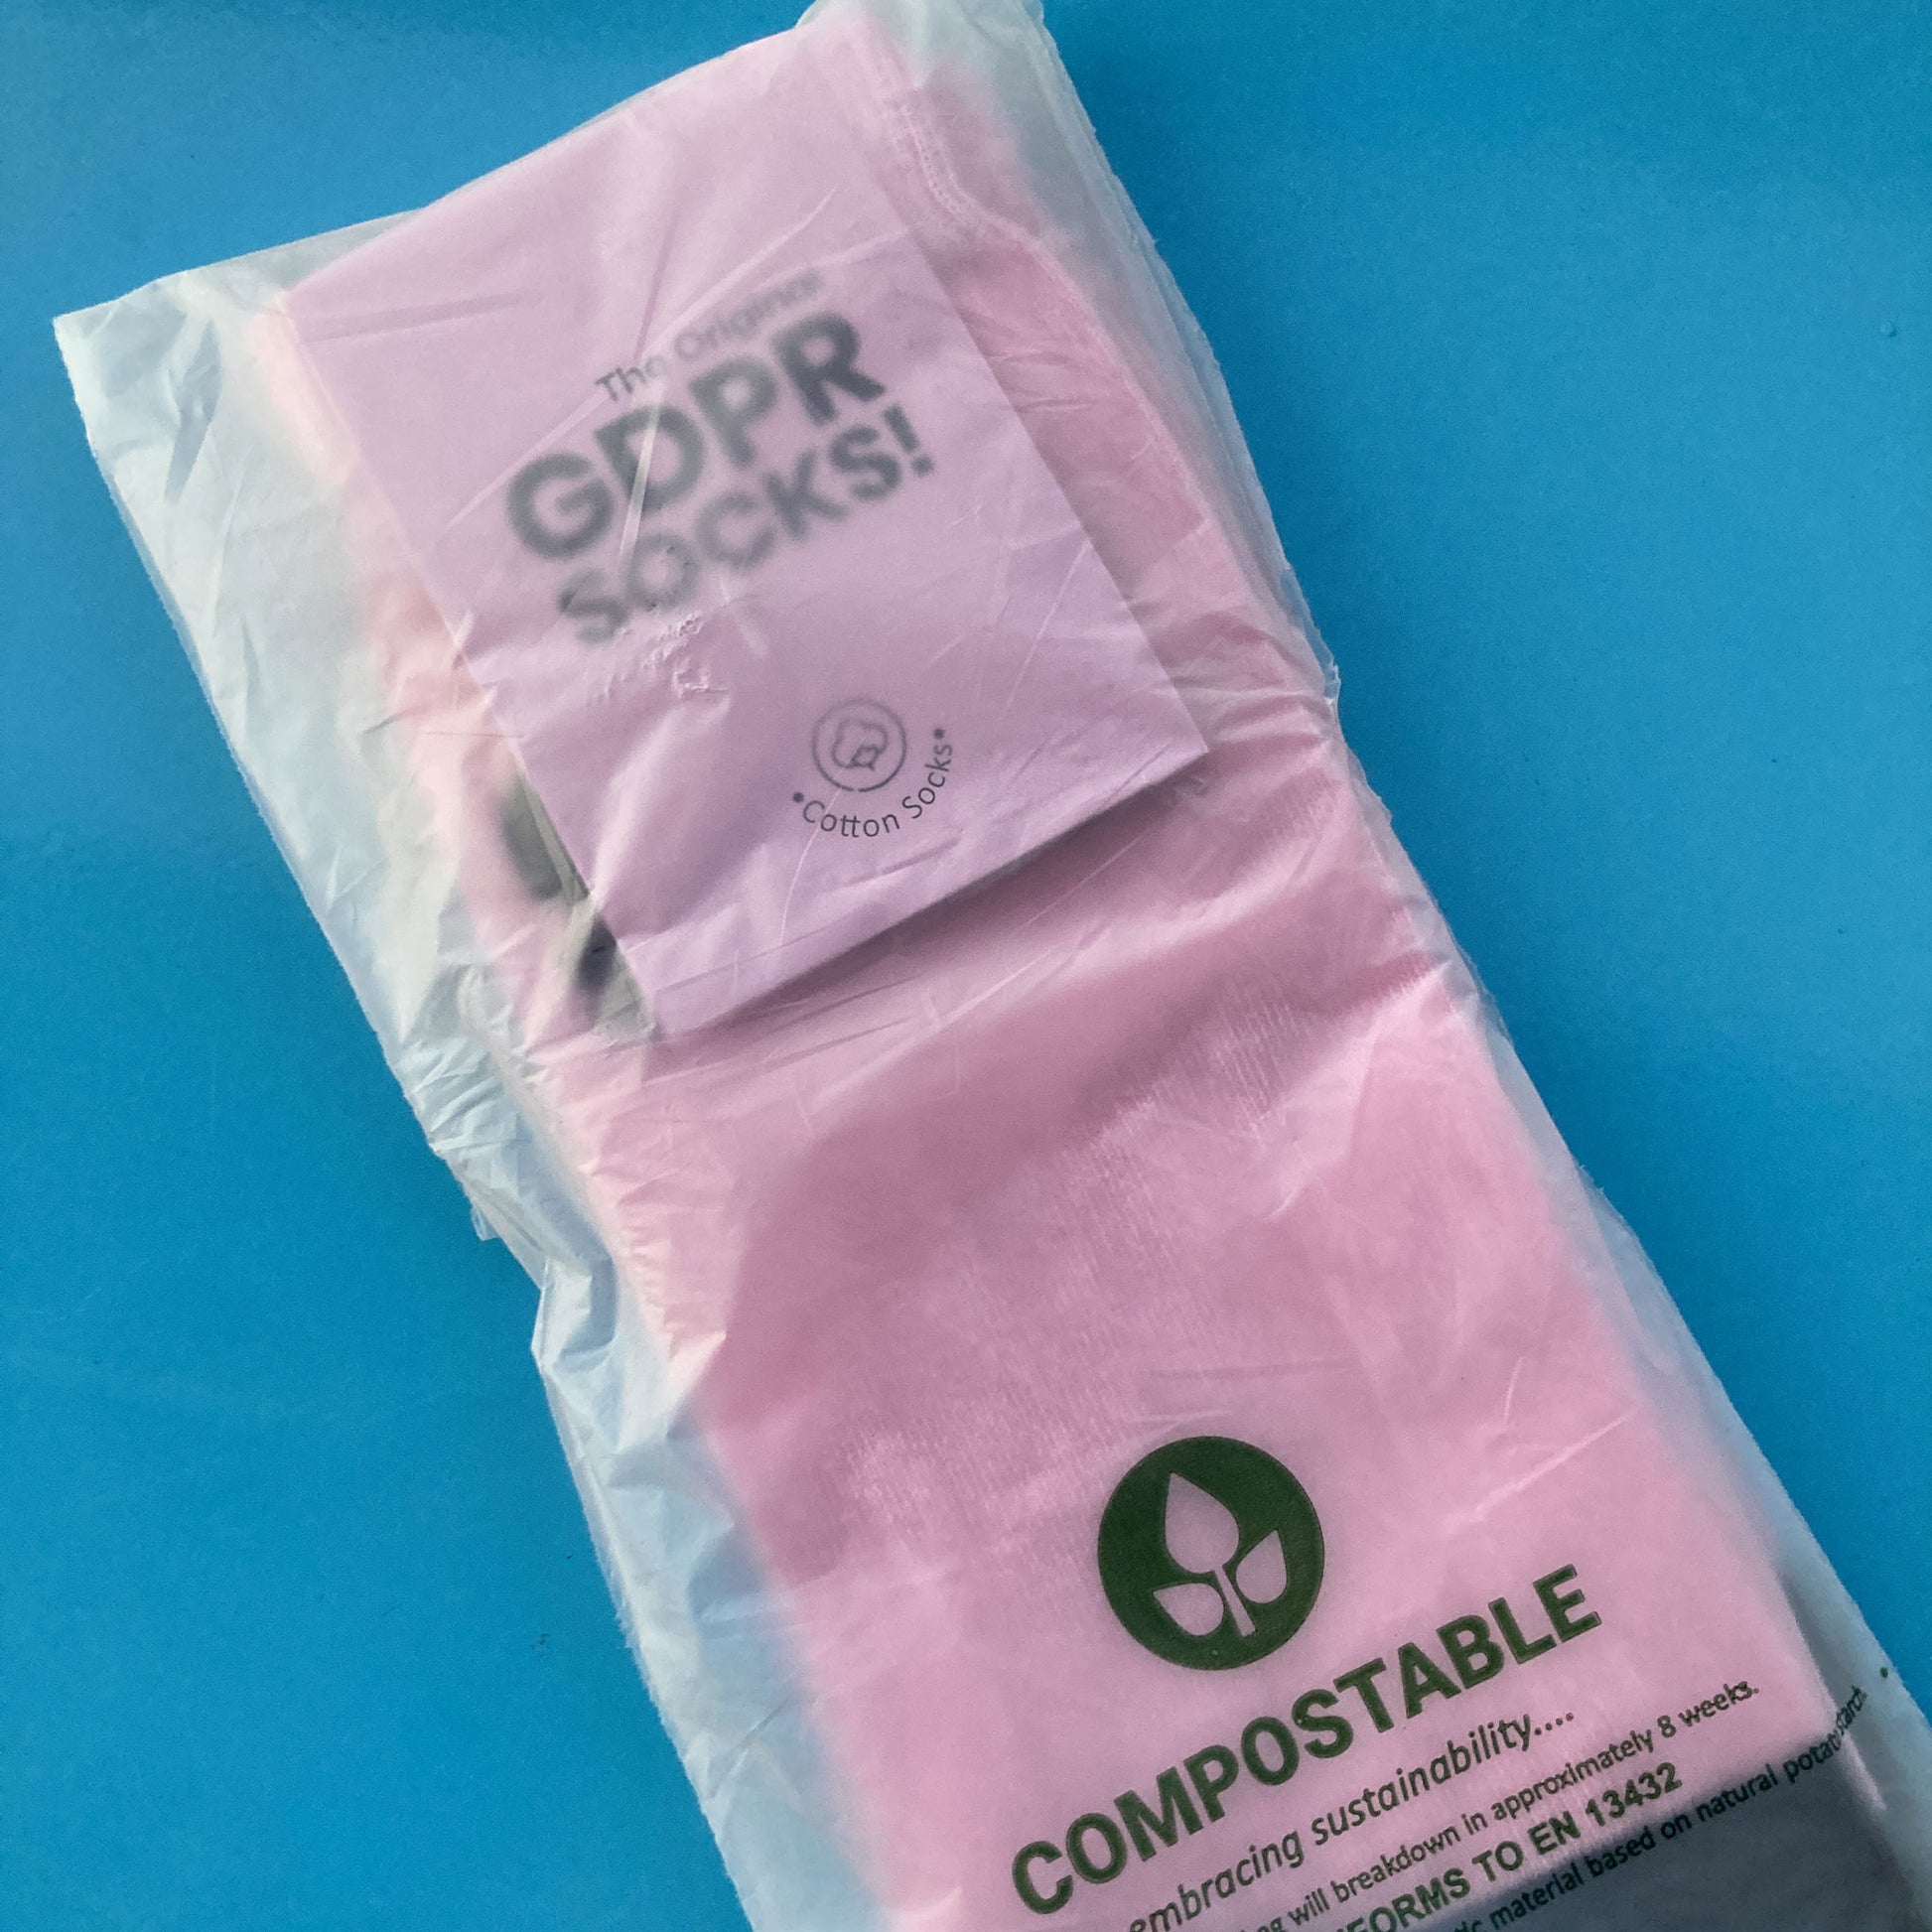 The Original
GDPR
SOCKS!
•Cotton Socks•
COMPOSTABLE
embracing sustainability....
will breakdown in approximately 8 weeks.
TO EN 13432
material based on natural potato starch.